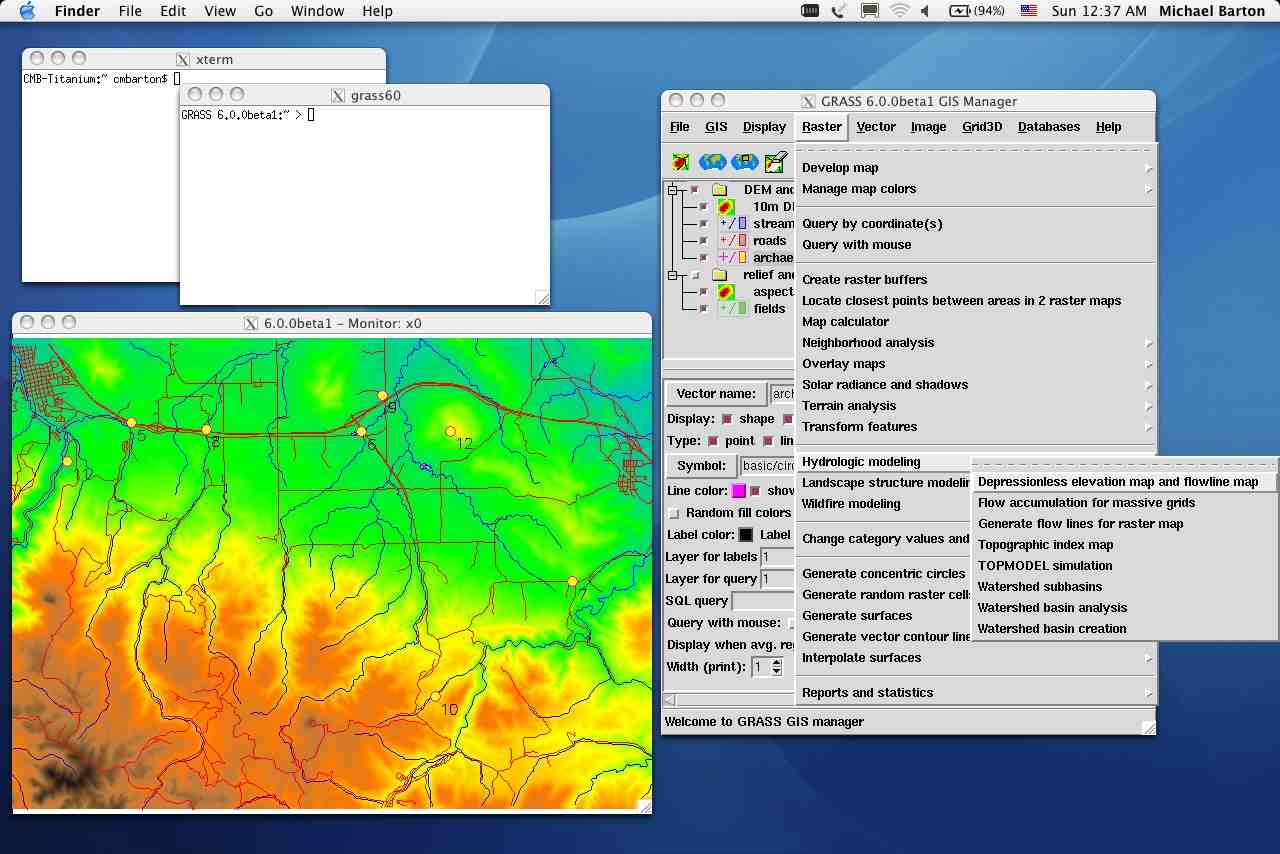 Finder File Edit View Go Window Help (94%) Sun 12:37 AM Michael Barton
xterm
CMB-Titanium:~ cmbarton$
grass60
GRASS 6.0.0beta1:~ >
6.0.0beta1 - Monitor: x0
5
8
9
6
12
1
7
10
GRASS 6.0.0beta1 GIS Manager
File GIS Display Raster Vector Image Grid3D Databases Help
DEM and
10m D
stream
roads
archae
relief and
aspect
fields
Vector name: arch
Display: shape
Type: point lin
Symbol: basic/circ
Line color: show
Random fill colors
Label color: Label
Layer for labels 1
Layer for query 1
SQL query
Query with mouse:
Display when avg. re
Width (print): 1
Welcome to GRASS GIS manager
Develop map
Manage map colors
Query by coordinate(s)
Query with mouse
Create raster buffers
Locate closest points between areas in 2 raster maps
Map calculator
Neighborhood analysis
Overlay maps
Solar radiance and shadows
Terrain analysis
Transform features
Hydrologic modeling
Landscape structure modelin
Wildfire modeling
Change category values and
Generate concentric circles
Generate random raster cell
Generate surfaces
Generate vector contour line
Interpolate surfaces
Reports and statistics
Depressionless elevation map and flowline map
Flow accumulation for massive grids
Generate flow lines for raster map
Topographic index map
TOPMODEL simulation
Watershed subbasins
Watershed basin analysis
Watershed basin creation